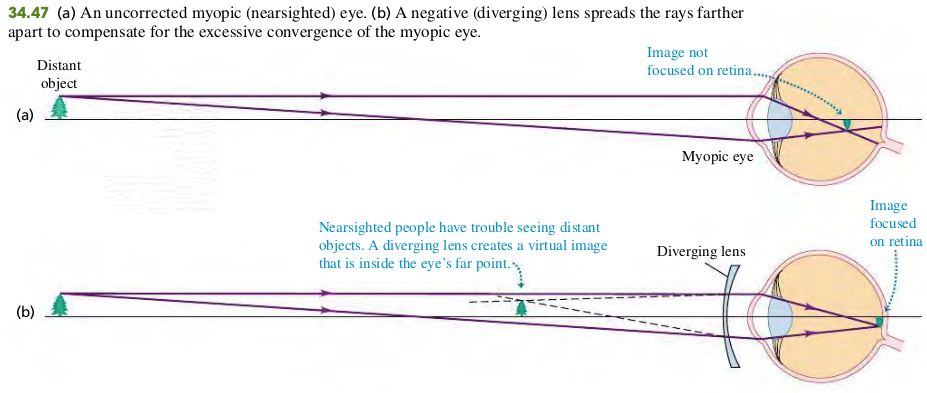 34.47 (a) An uncorrected myopic (nearsighted) eye. (b) A negative (diverging) lens spreads the rays farther
apart to compensate for the excessive convergence of the myopic eye.
Image not
focused on retina
Distant
object
(a)
Myopic eye
Image
focused
on retina
Nearsighted people have trouble seeing distant
objects. A diverging lens creates a virtual image
that is inside the eye's far point.
Diverging lens
(b)